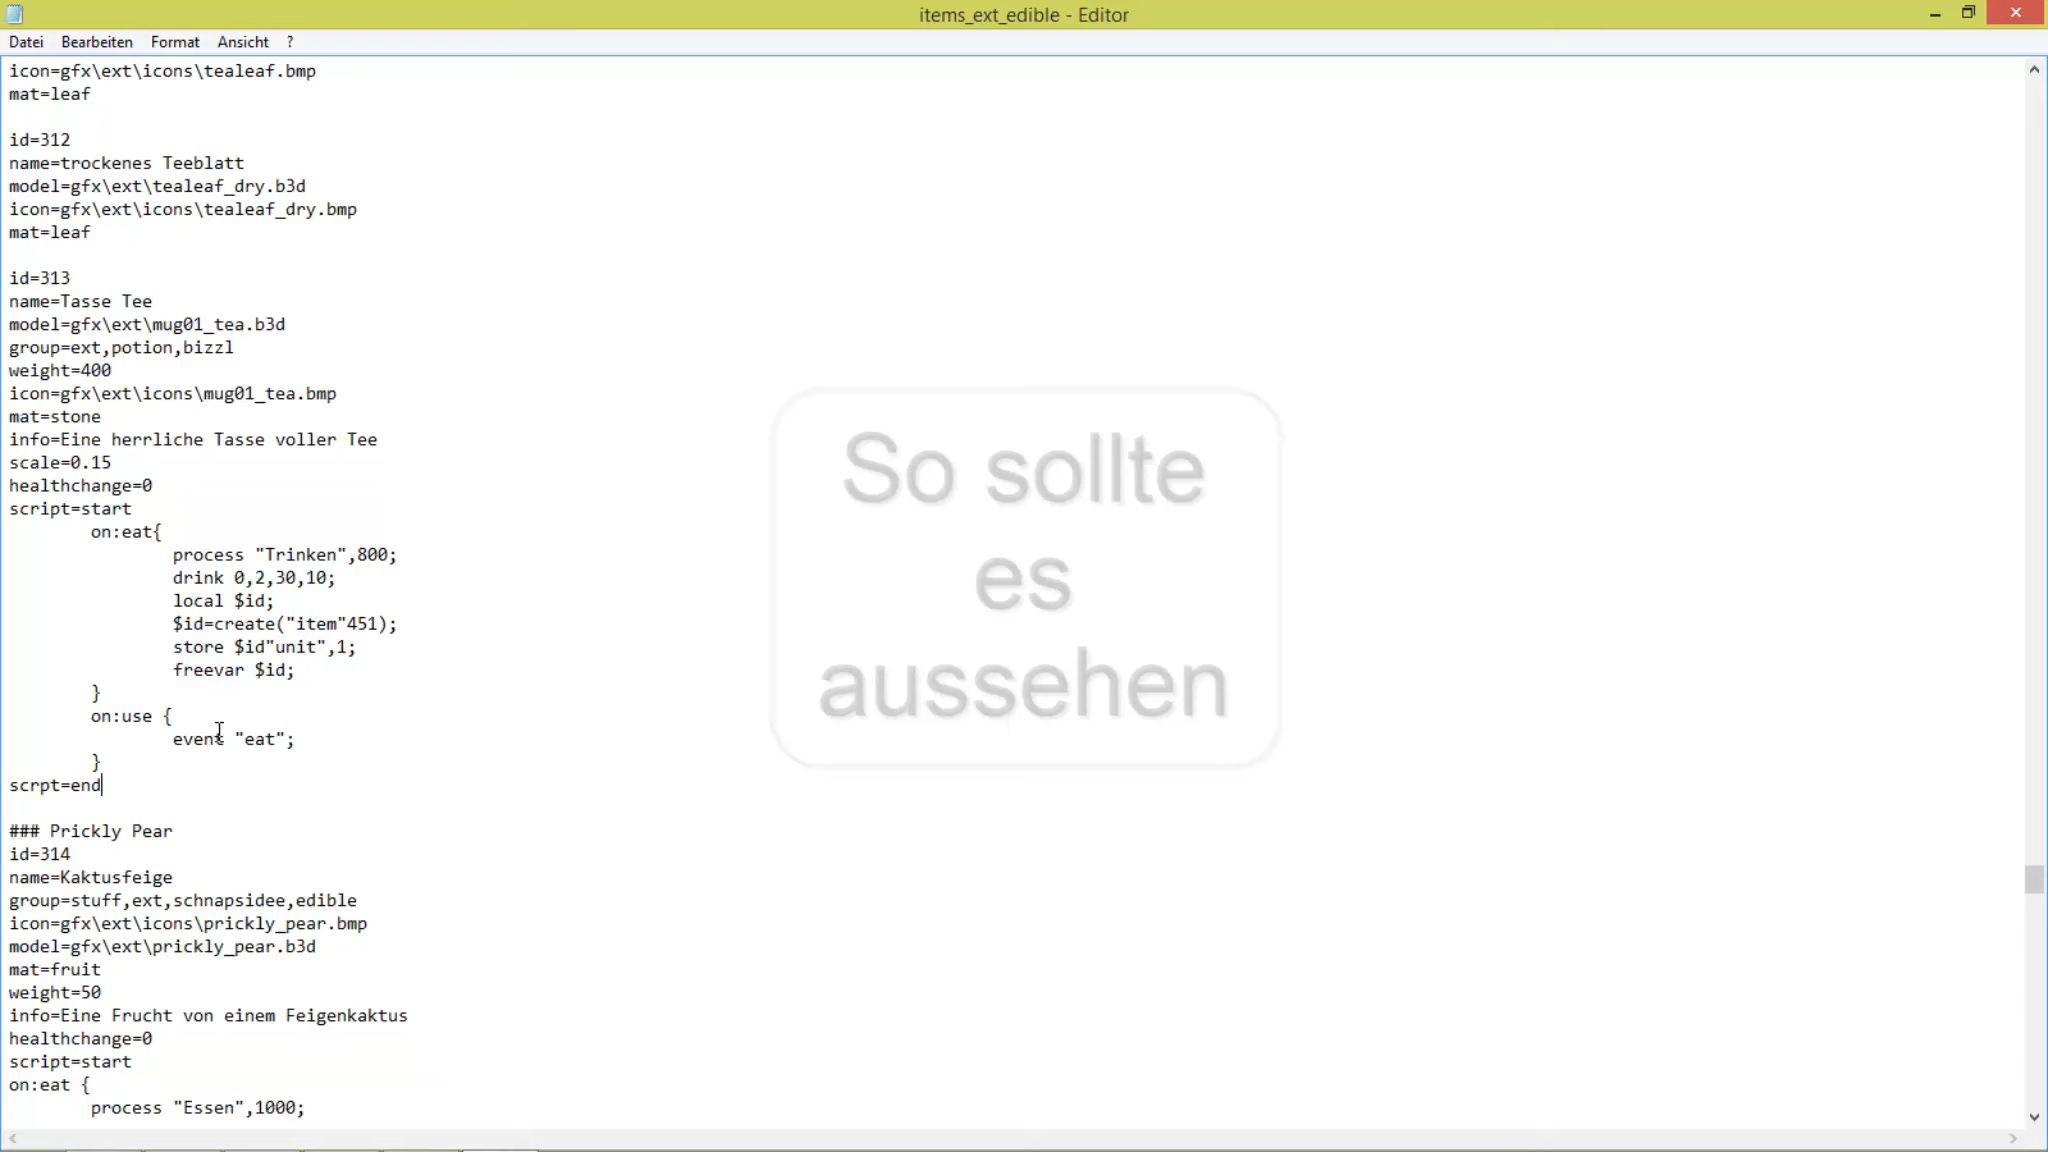 items_ext_edible - Editor
Datei Bearbeiten Format Ansicht ?
icon=gfx\ext\icons\tealeaf.bmp
mat=leaf
id=312
name=trockenes Teeblatt
model=gfx\ext\tealeaf_dry.b3d
icon=gfx\ext\icons\tealeaf_dry.bmp
mat=leaf
id=313
name=Tasse Tee
model=gfx\ext\mug01_tea.b3d
group=ext,potion,bizzl
weight=400
icon=gfx\ext\icons\mug01_tea.bmp
mat=stone
info=Eine herrliche Tasse voller Tee
scale=0.15
healthchange=0
script=start
on:eat{
process "Trinken",800;
drink 0,2,30,10;
local $id;
$id=create("item"451);
store $id"unit",1;
freevar $id;
}
on:use {
event "eat";
}
scrpt=end
### Prickly Pear
id=314
name=Kaktusfeige
group=stuff,ext,schnapsidee,edible
icon=gfx\ext\icons\prickly_pear.bmp
model=gfx\ext\prickly_pear.b3d
mat=fruit
weight=50
info=Eine Frucht von einem Feigenkaktus
healthchange=0
script=start
on:eat {
process "Essen",1000;
So sollte
es
aussehen